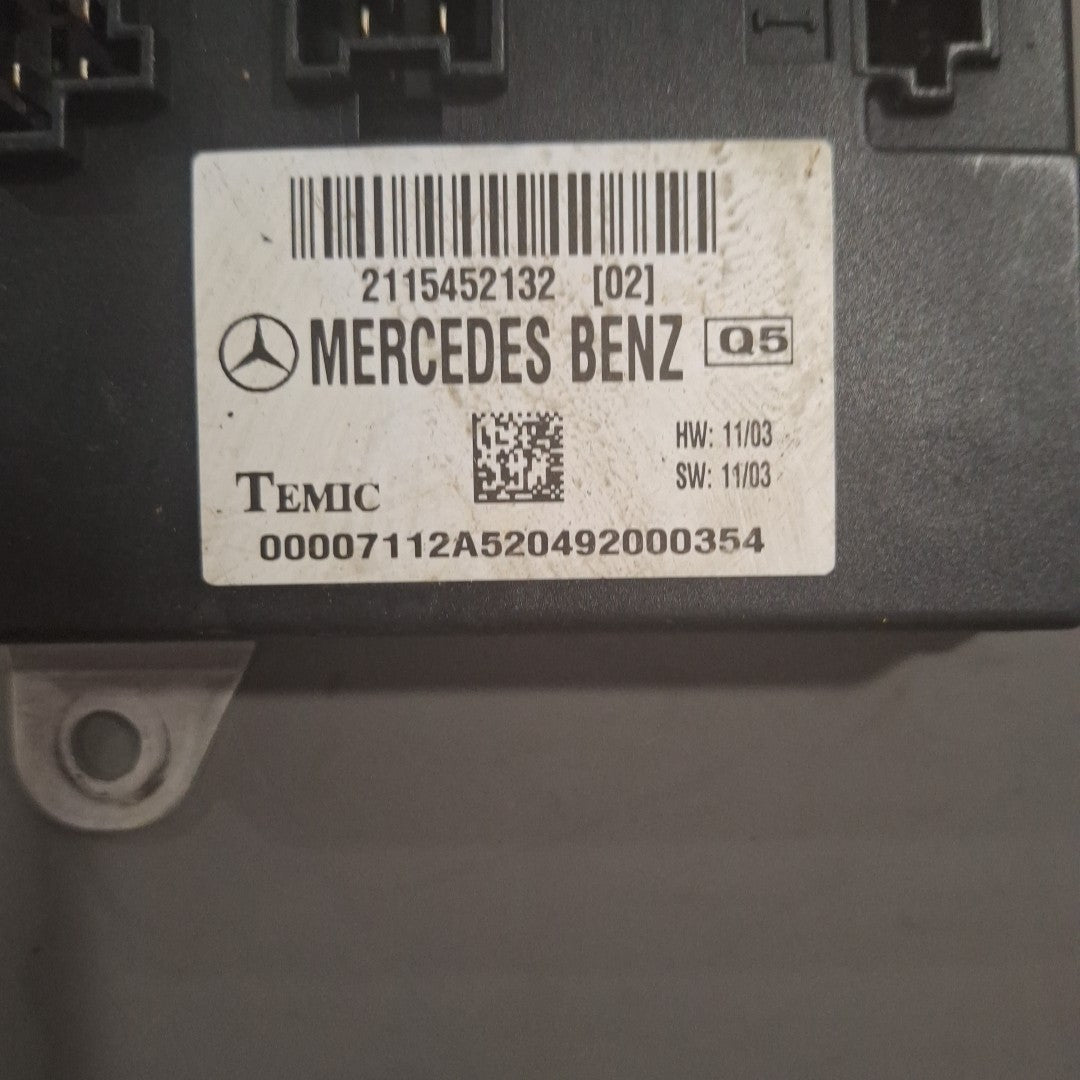 2115452132 [02]
MERCEDES BENZ Q5
HW: 11/03
SW: 11/03
TEMIC
00007112A520492000354